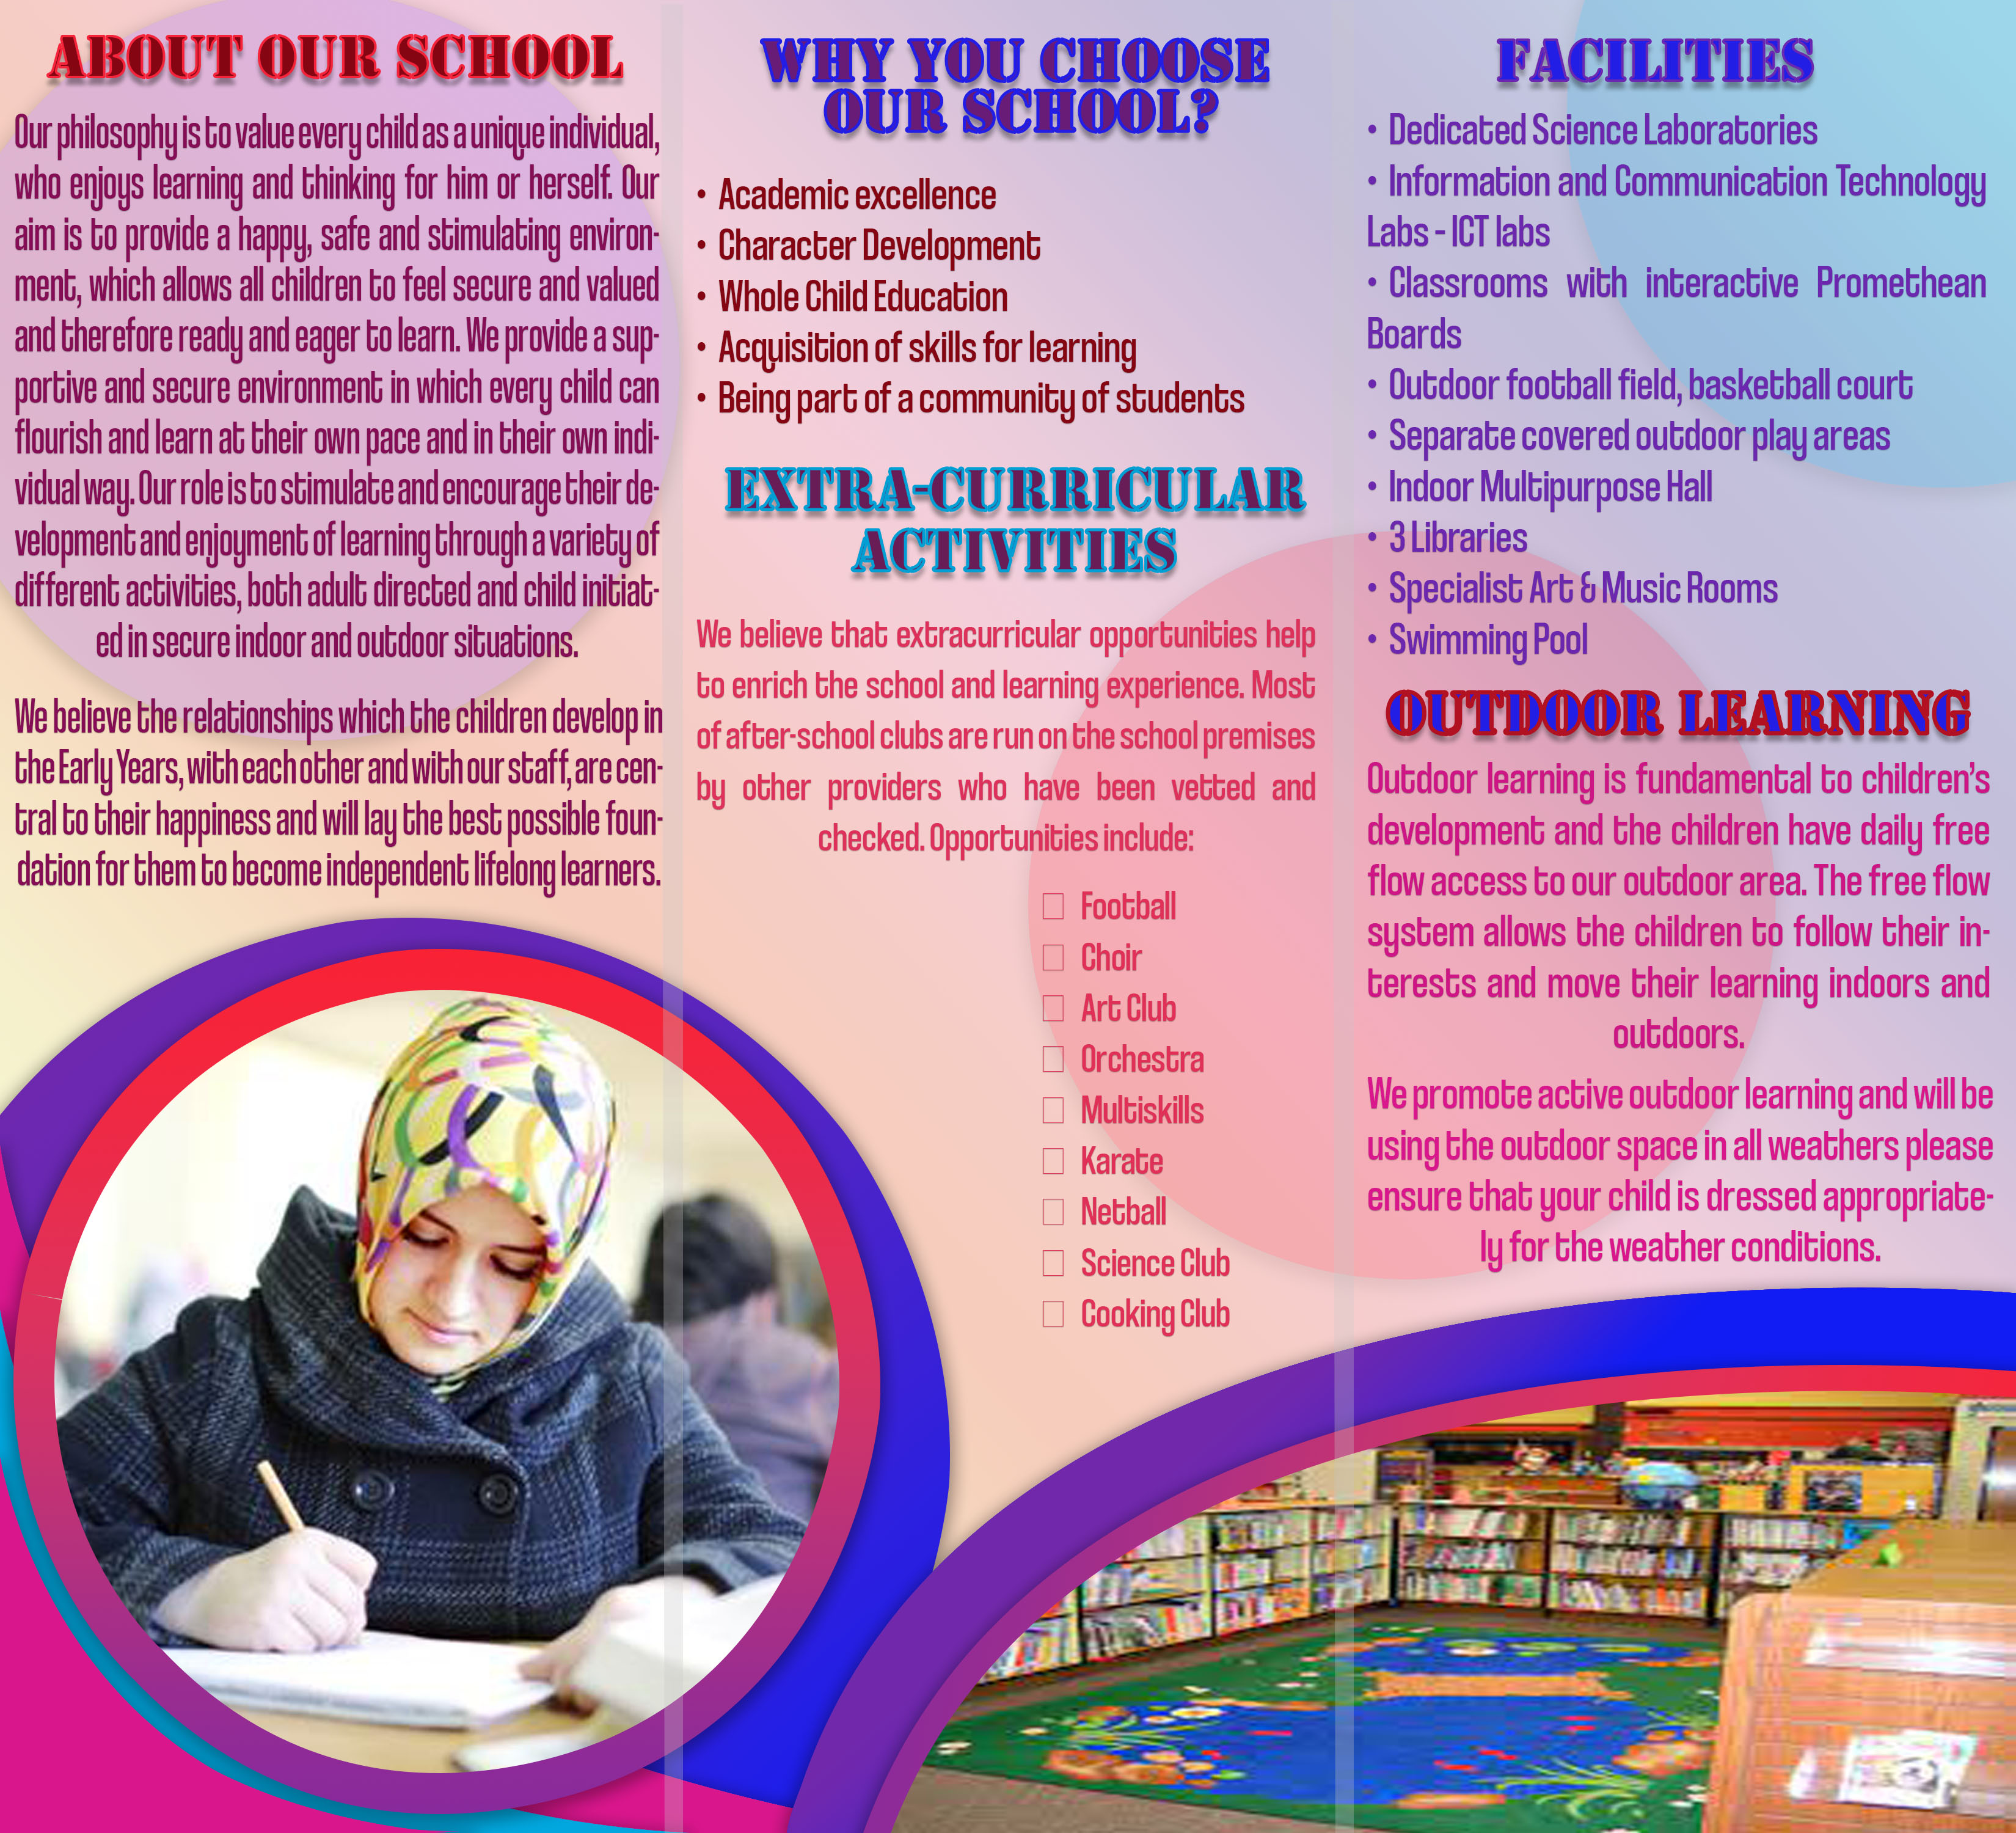 ABOUT OUR SCHOOL
Our philosophy is to value every child as a unique individual,
who enjoys learning and thinking for him or herself. Our
aim is to provide a happy, safe and stimulating environ-
ment, which allows all children to feel secure and valued
and therefore ready and eager to learn. We provide a sup-
portive and secure environment in which every child can
flourish and learn at their own pace and in their own indi-
vidual way. Our role is to stimulate and encourage their de-
velopment and enjoyment of learning through a variety of
different activities, both adult directed and child initiat-
ed in secure indoor and outdoor situations.
We believe the relationships which the children develop in
the Early Years, with each other and with our staff, are cen-
tral to their happiness and will lay the best possible foun-
dation for them to become independent lifelong learners.
WHY YOU CHOOSE
OUR SCHOOL?
• Academic excellence
• Character Development
• Whole Child Education
• Acquisition of skills for learning
• Being part of a community of students
EXTRA-CURRICULAR
ACTIVITIES
We believe that extracurricular opportunities help
to enrich the school and learning experience. Most
of after-school clubs are run on the school premises
by other providers who have been vetted and
checked. Opportunities include:
□ Football
□ Choir
□ Art Club
□ Orchestra
□ Multiskills
□ Karate
□ Netball
□ Science Club
□ Cooking Club
FACILITIES
• Dedicated Science Laboratories
• Information and Communication Technology
Labs - ICT labs
• Classrooms with interactive Promethean
Boards
• Outdoor football field, basketball court
• Separate covered outdoor play areas
• Indoor Multipurpose Hall
• 3 Libraries
• Specialist Art & Music Rooms
• Swimming Pool
OUTDOOR LEARNING
Outdoor learning is fundamental to children's
development and the children have daily free
flow access to our outdoor area. The free flow
system allows the children to follow their in-
terests and move their learning indoors and
outdoors.
We promote active outdoor learning and will be
using the outdoor space in all weathers please
ensure that your child is dressed appropriate-
ly for the weather conditions.